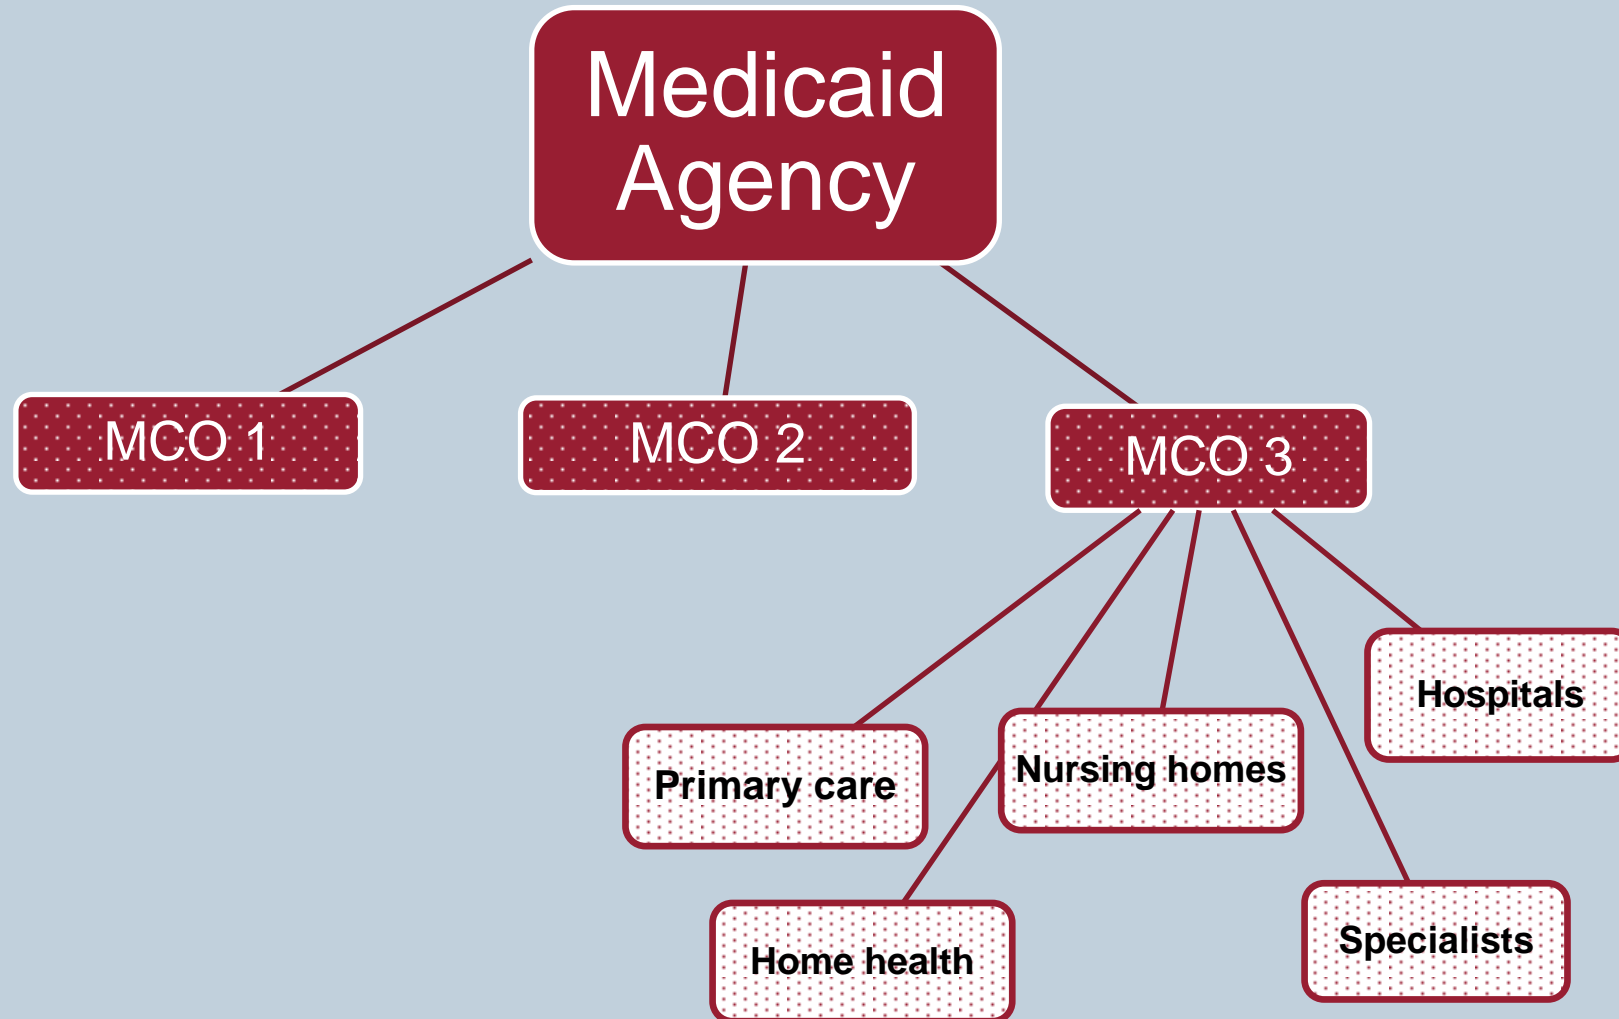 Medicaid
Agency
MCO 1
MCO 2
MCO 3
Hospitals
Nursing homes
Primary care
Specialists
Home health